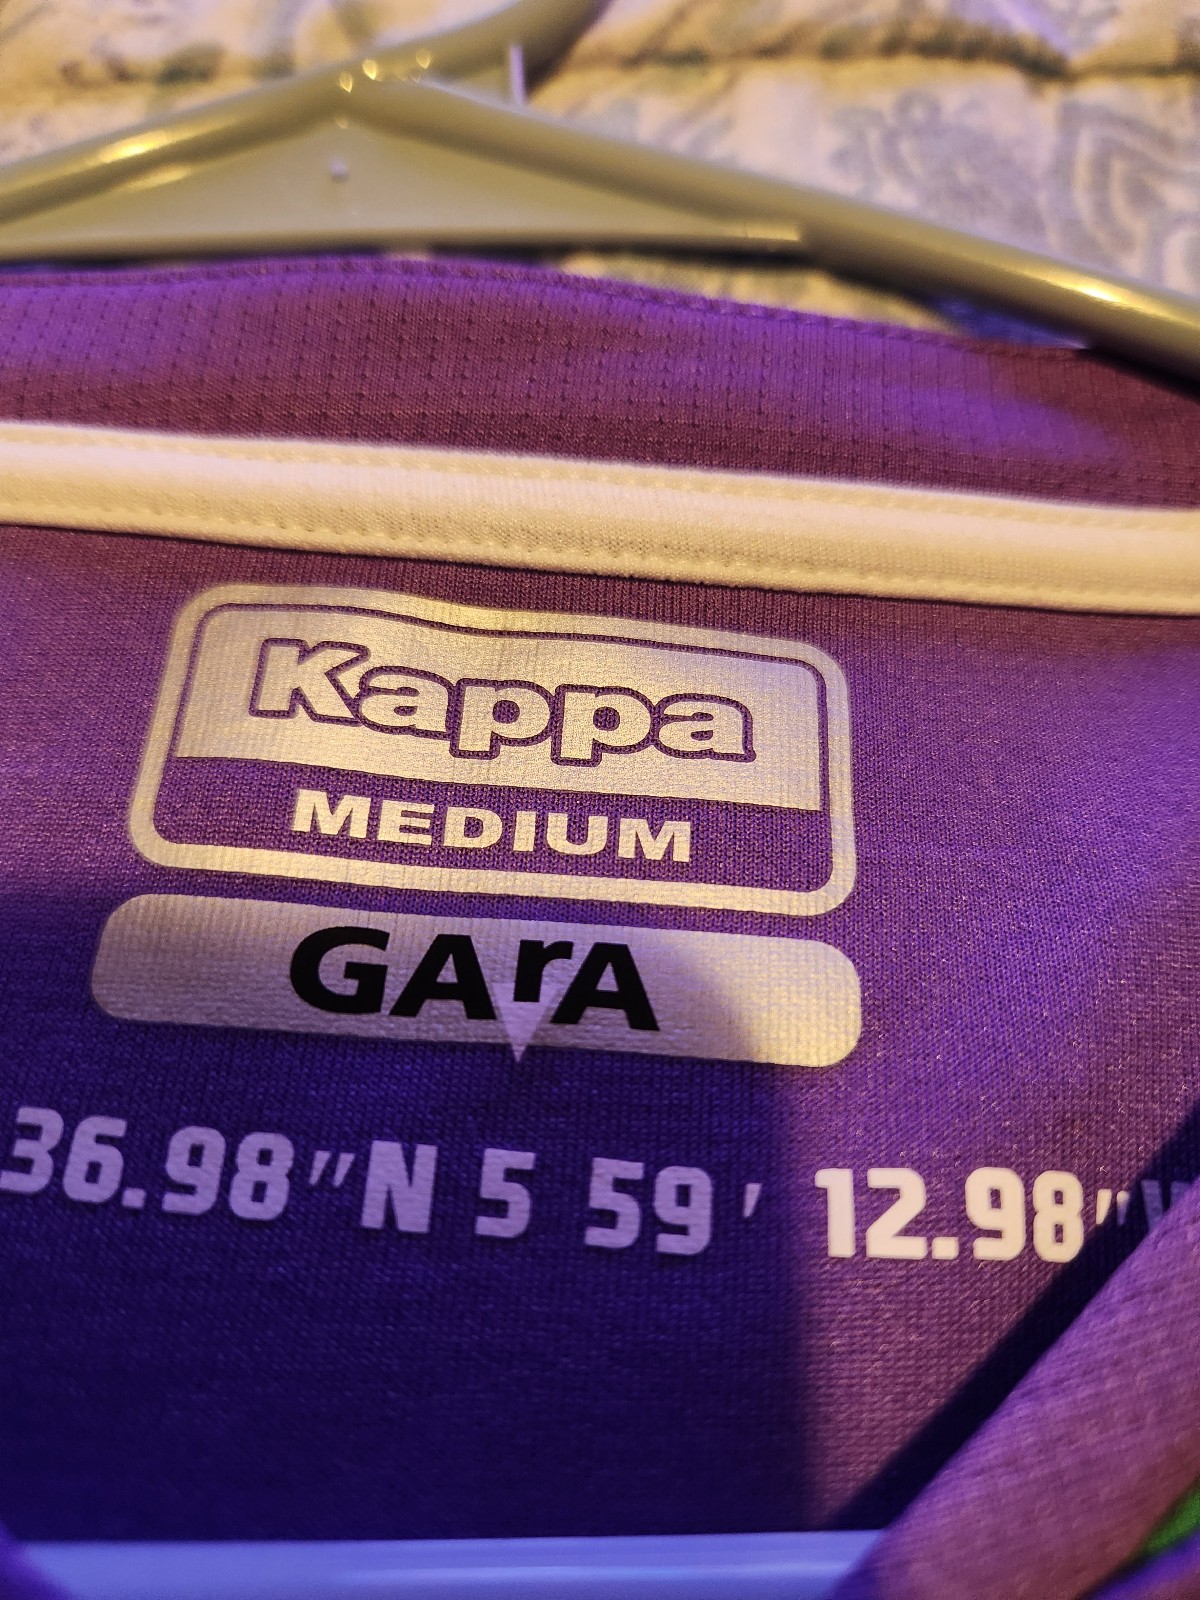 Kappa
MEDIUM
GArA
36.98"N 5 59' 12.98"